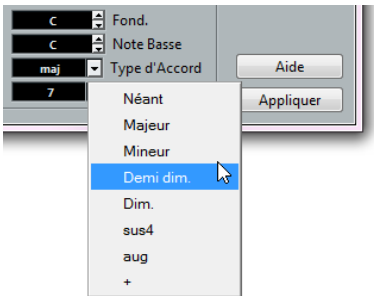 C Fond.
C Note Basse
maj Type d'Accord Aide
7 Appliquer
Néant
Majeur
Mineur
Demi dim.
Dim.
sus4
aug
+